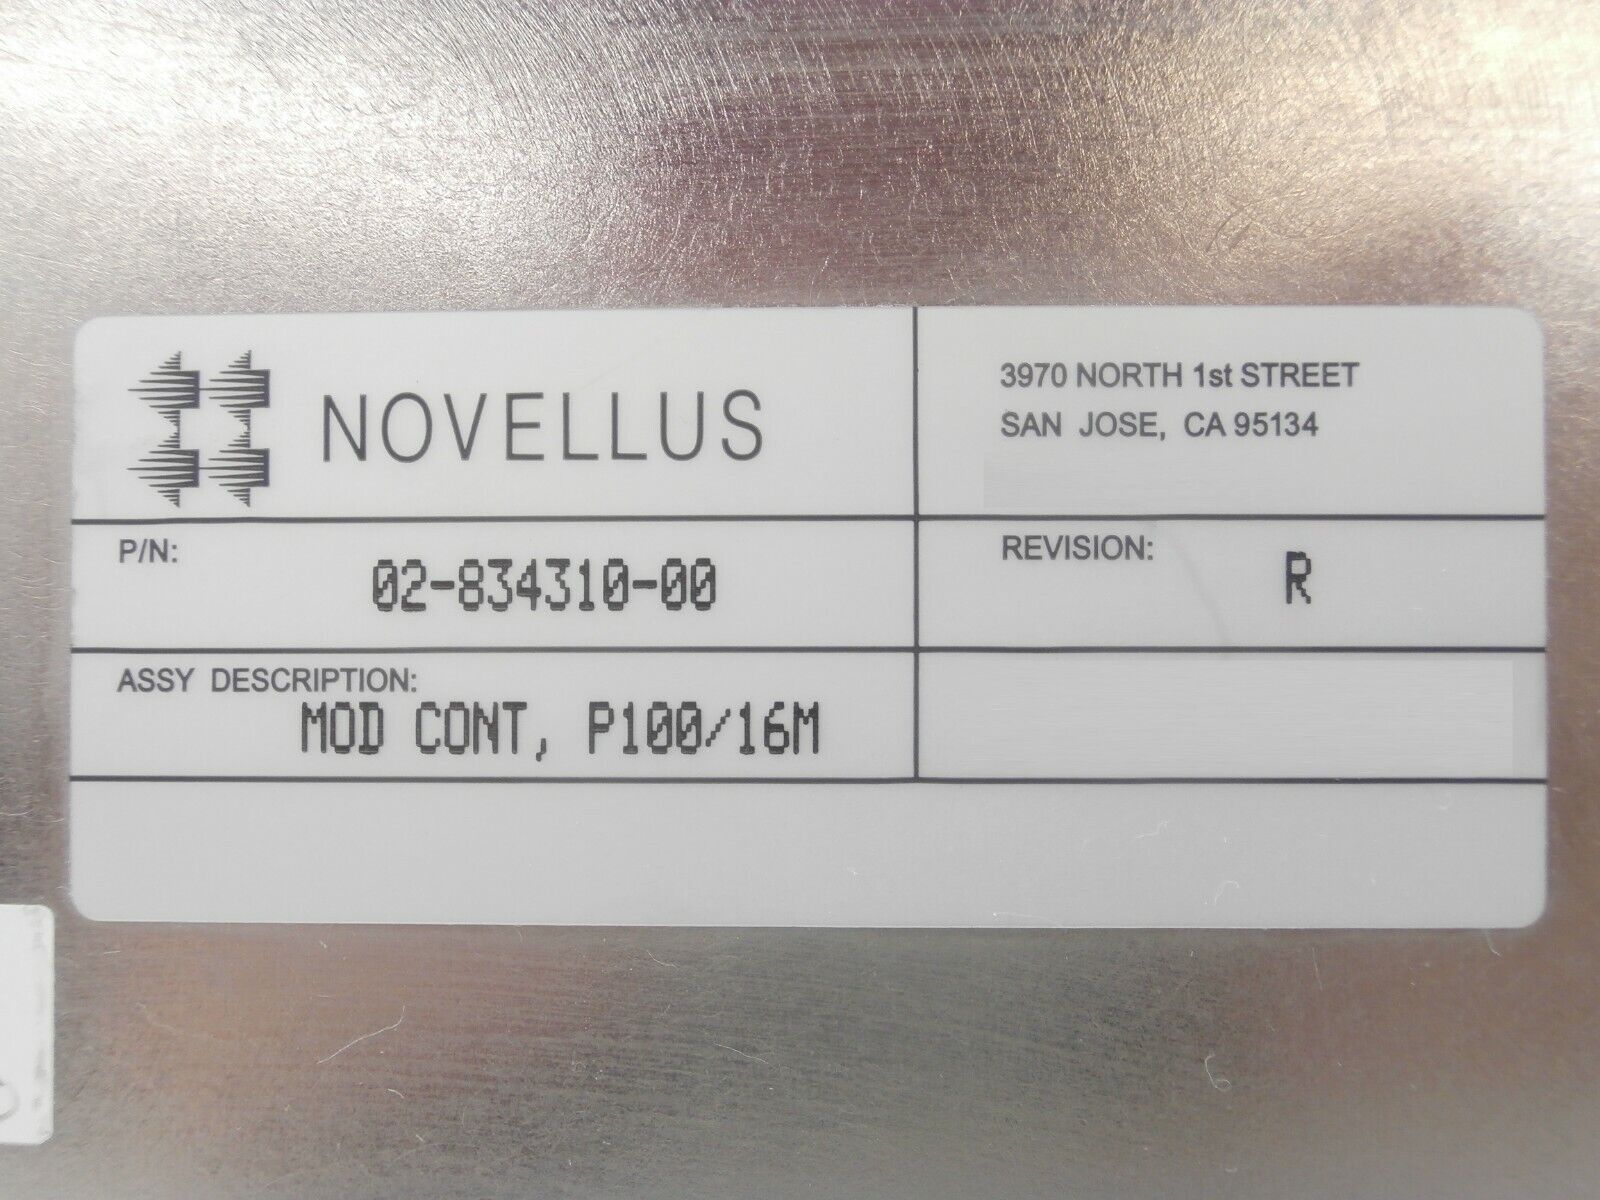 NOVELLUS
3970 NORTH 1st STREET
SAN JOSE, CA 95134
P/N:
02-834310-00
REVISION:
R
ASSY DESCRIPTION:
MOD CONT, P100/16M